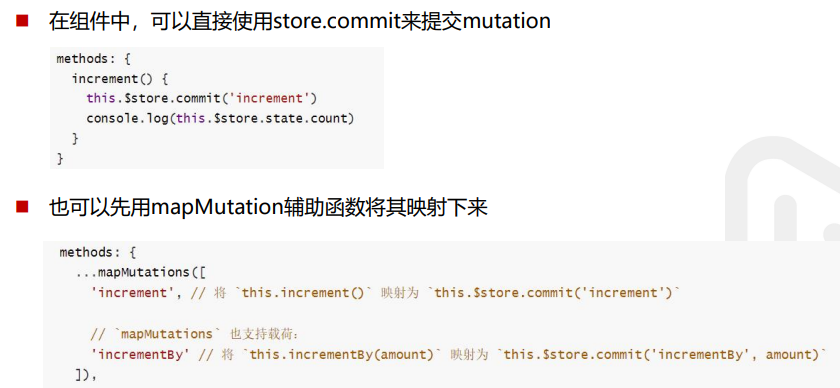 在组件中，可以直接使用store.commit来提交mutation
methods: {
  increment() {
    this.$store.commit('increment')
    console.log(this.$store.state.count)
  }
}
也可以先用mapMutation辅助函数将其映射下来
methods: {
  ...mapMutations([
    'increment', // 将 `this.increment()` 映射为 `this.$store.commit('increment')`
    // `mapMutations` 也支持载荷：
    'incrementBy' // 将 `this.incrementBy(amount)` 映射为 `this.$store.commit('incrementBy', amount)`
  ]),